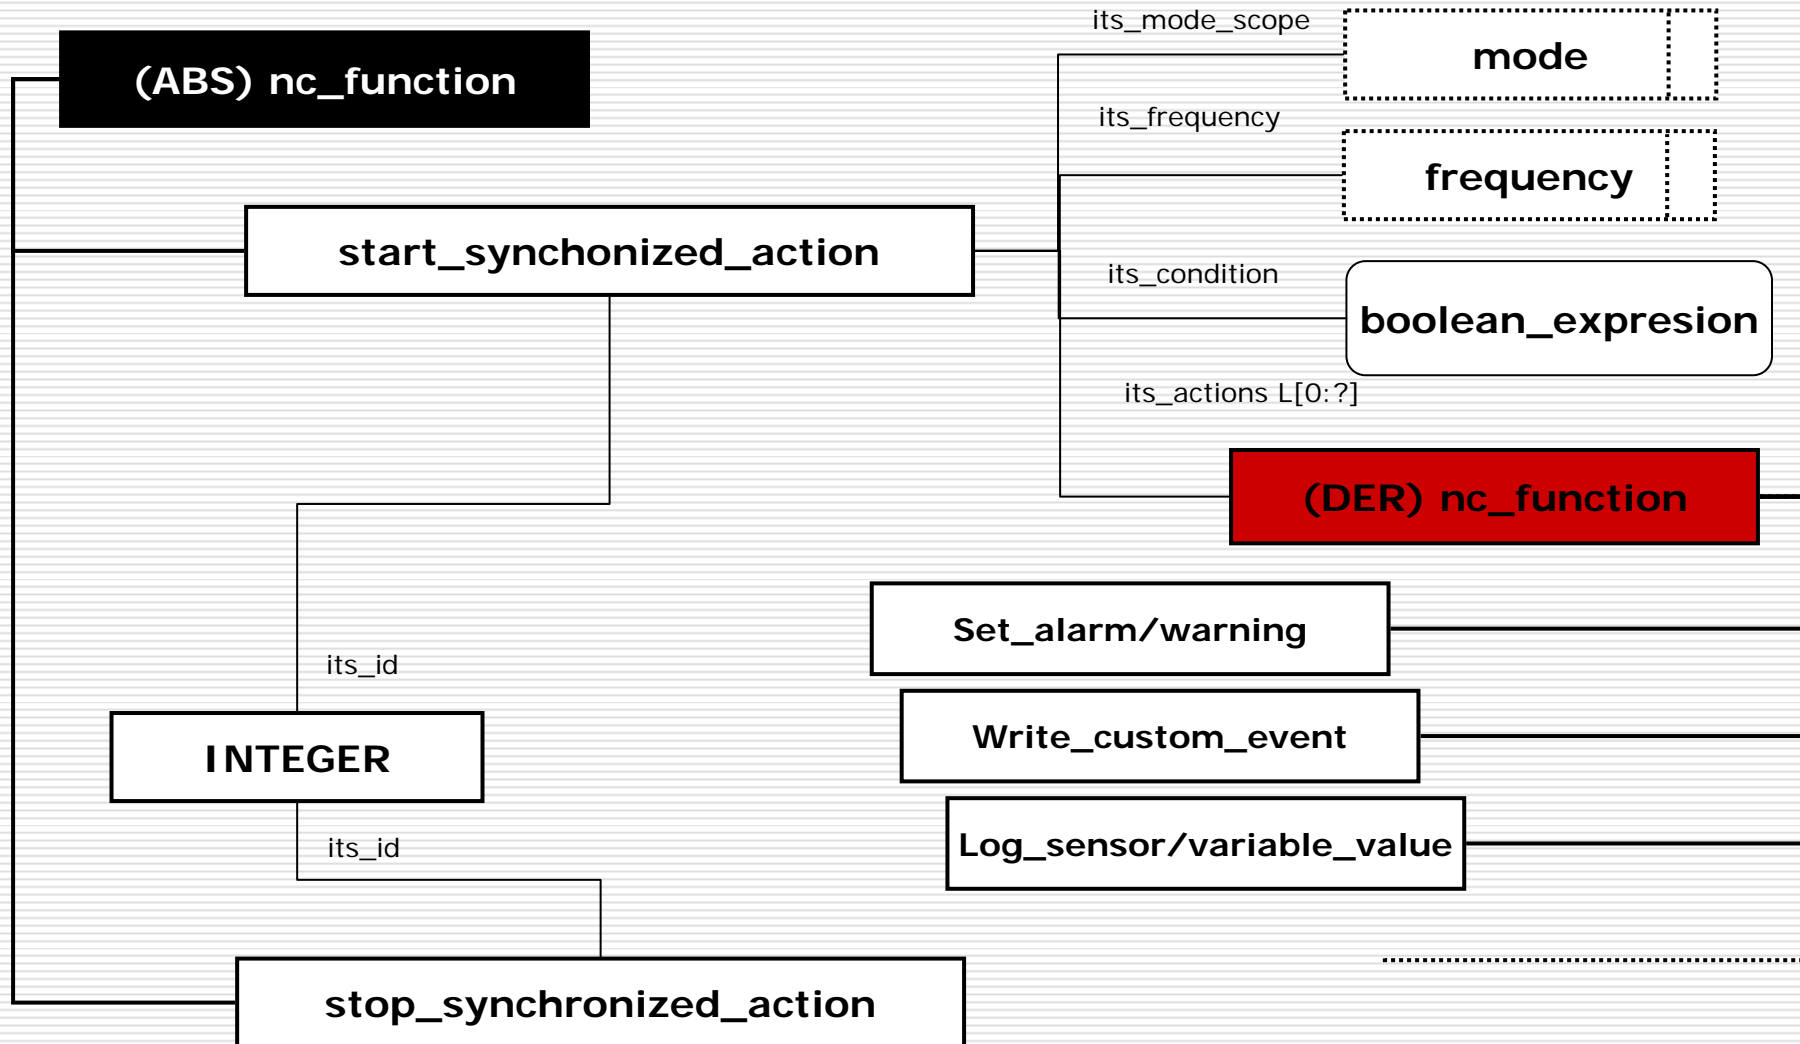 its_mode_scope
mode
(ABS) nc_function
its_frequency
frequency
start_synchonized_action
its_condition
boolean_expresion
its_actions L[0:?]
(DER) nc_function
Set_alarm/warning
its_id
Write_custom_event
INTEGER
Log_sensor/variable_value
its_id
stop_synchronized_action